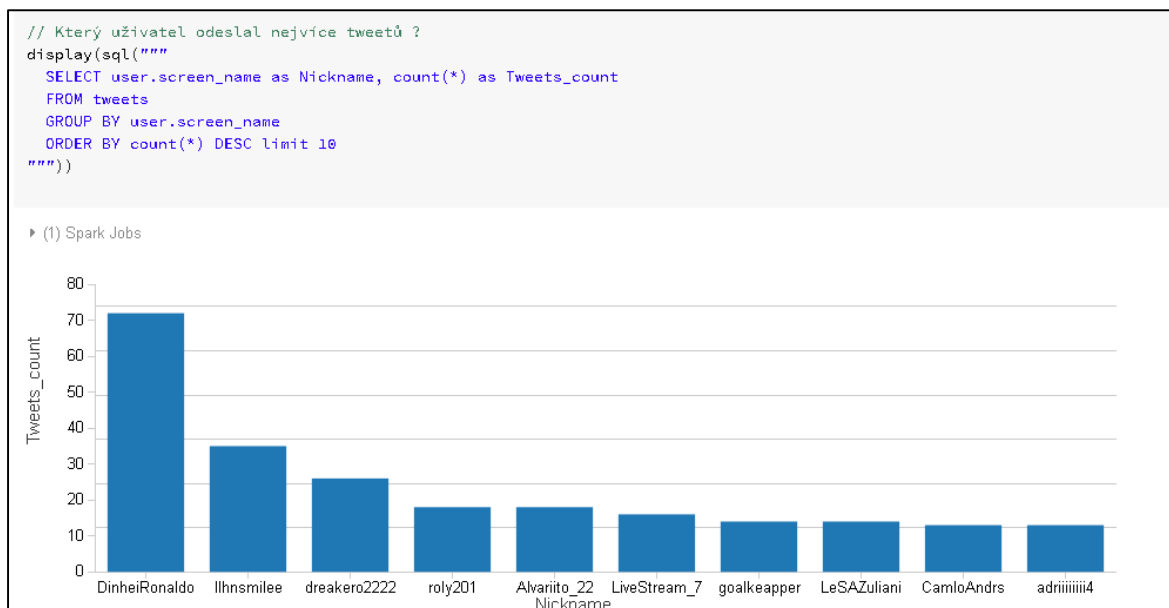 // Který uživatel odeslal nejvíce tweetů ?
display(sql("""
SELECT user.screen_name as Nickname, count(*) as Tweets_count
FROM tweets
GROUP BY user.screen_name
ORDER BY count(*) DESC limit 10
"""))
(1) Spark Jobs
80
70
60
50
40
30
20
10
0
Tweets_count
DinheiRonaldo llhnsmilee dreakero2222 roly201 Alvariito_22 LiveStream_7 goalkeapper LeSAZuliani CamloAndrs adriiiiiiii4
Nickname